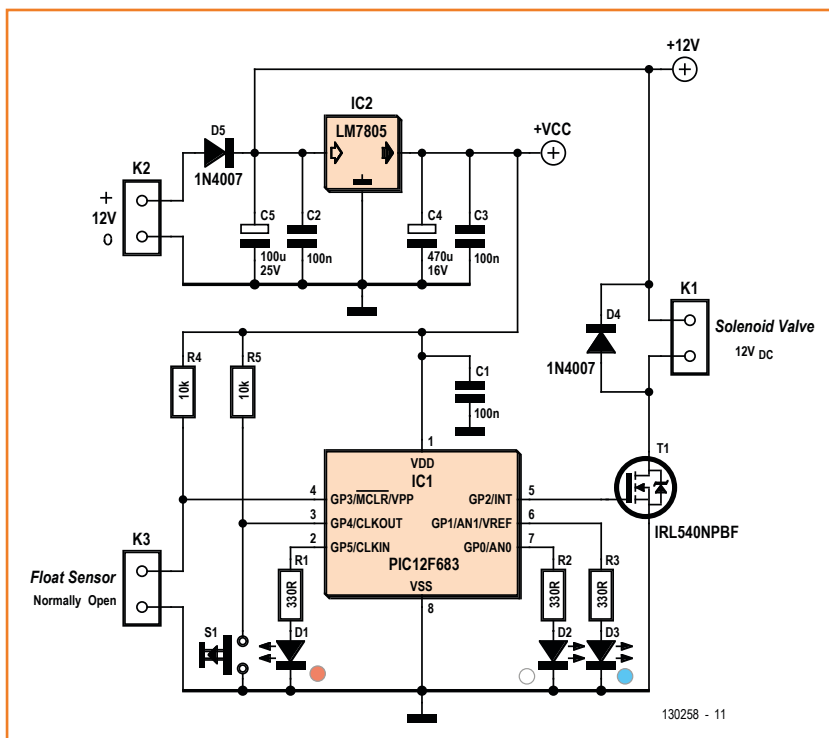 +12V
IC2
D5
LM7805
+VCC
K2
1N4007
+
12V
0
C5
C2
C4
C3
100u
25V
100n
470u
16V
100n
K1
D4
Solenoid Valve
12V DC
1N4007
R4
R5
10k
10k
C1
100n
1
VDD
T1
IC1
4
GP3/MCLR/VPP
GP2/INT
5
3
GP4/CLKOUT
GP1/AN1/VREF
6
IRL540NPBF
2
GP5/CLKIN
GP0/AN0
7
K3
PIC12F683
R1
R2
R3
Float Sensor
VSS
330R
330R
330R
Normally Open
8
S1
D1
D2
D3
130258 - 11